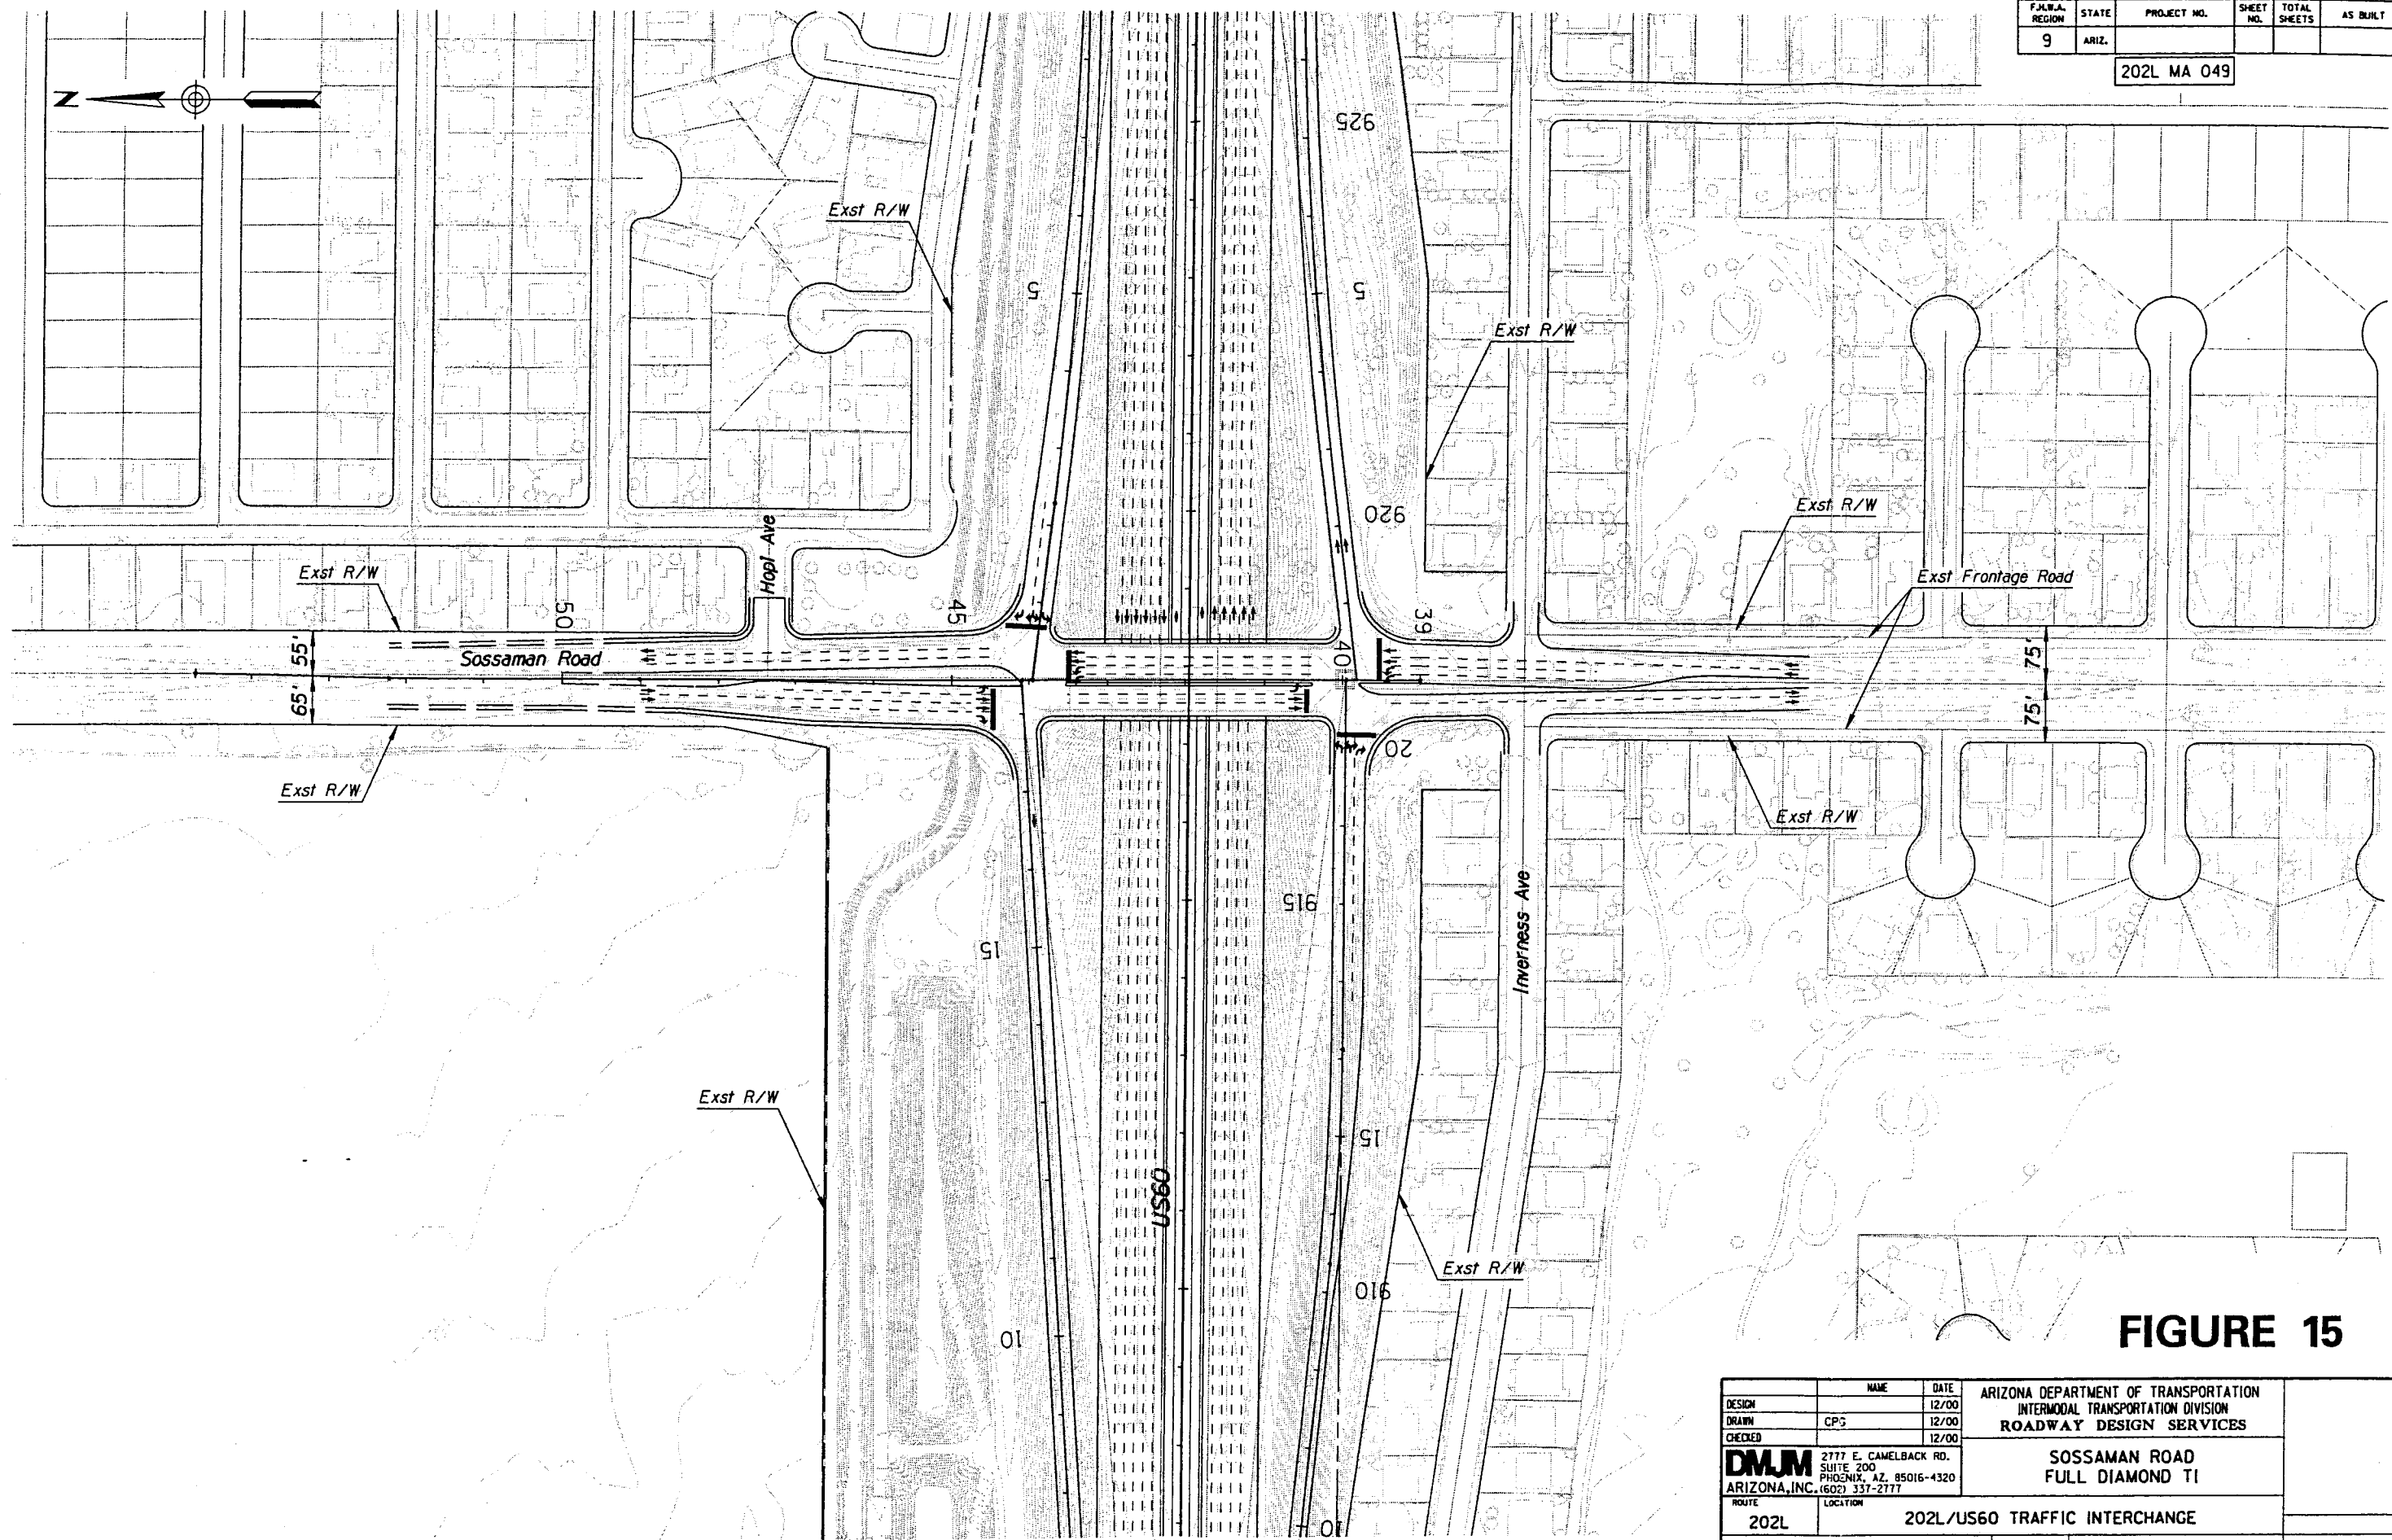 F.H.W.A. REGION
STATE
PROJECT NO.
SHEET NO.
TOTAL SHEETS
AS BUILT
9
ARIZ.
202L MA 049
N
925
Exst R/W
5
5
Exst R/W
920
Exst R/W
Hopi Ave
Exst R/W
Exst Frontage Road
50
45
39
55'
Sossaman Road
40
75'
65'
75'
20
Exst R/W
Exst R/W
915
Inverness Ave
15
Exst R/W
15
US60
Exst R/W
910
10
10
FIGURE 15
NAME
DATE
DESIGN
12/00
DRAWN
CPG
12/00
CHECKED
12/00
ARIZONA DEPARTMENT OF TRANSPORTATION
INTERMODAL TRANSPORTATION DIVISION
ROADWAY DESIGN SERVICES
DMJM
ARIZONA, INC.
2777 E. CAMELBACK RD.
SUITE 200
PHOENIX, AZ. 85016-4320
(602) 337-2777
SOSSAMAN ROAD
FULL DIAMOND TI
ROUTE
202L
LOCATION
202L/US60 TRAFFIC INTERCHANGE